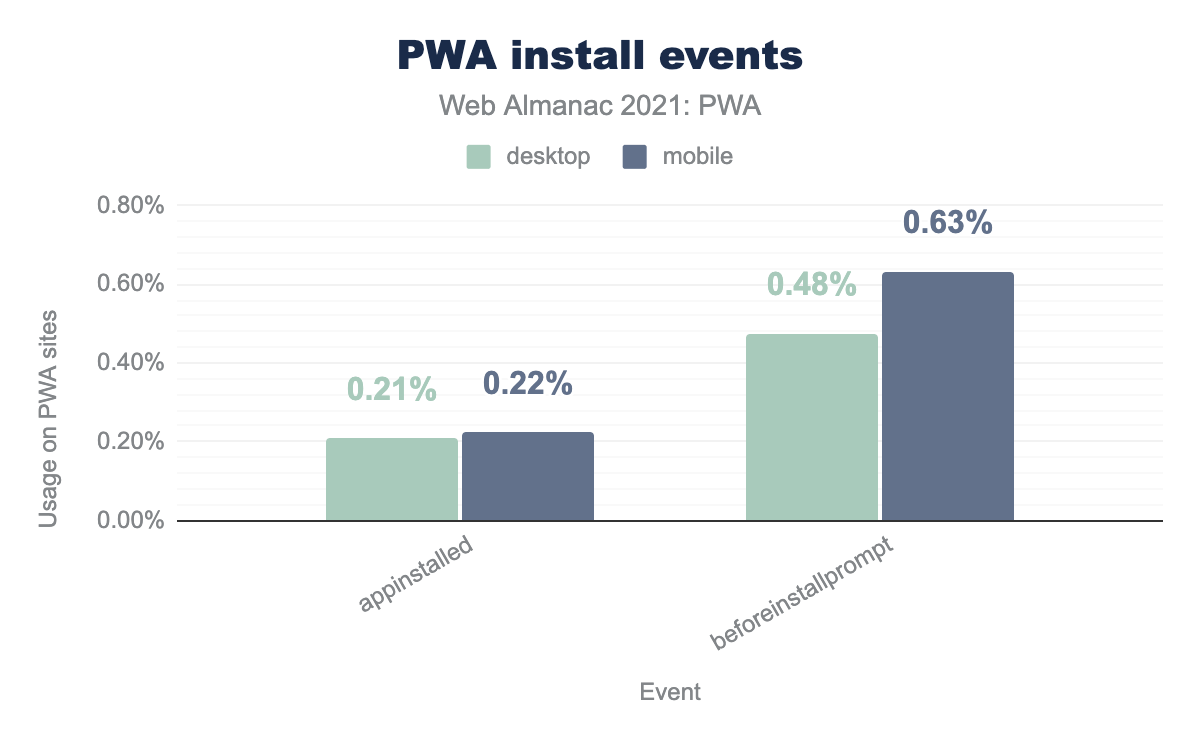 PWA install events
Web Almanac 2021: PWA
desktop mobile
0.80%
0.60%
0.40%
0.20%
0.00%
Usage on PWA sites
0.21%
0.22%
0.48%
0.63%
appinstalled
beforeinstallprompt
Event